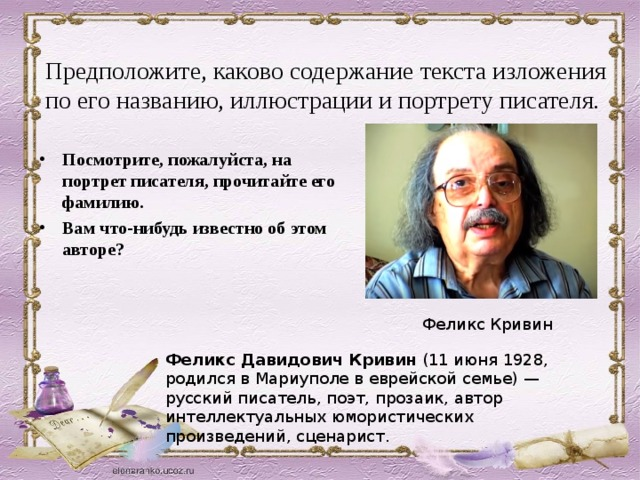 Предположите, каково содержание текста изложения
по его названию, иллюстрации и портрету писателя.
• Посмотрите, пожалуйста, на
портрет писателя, прочитайте его
фамилию.
• Вам что-нибудь известно об этом
авторе?
Феликс Кривин
Феликс Давидович Кривин (11 июня 1928,
родился в Мариуполе в еврейской семье) —
русский писатель, поэт, прозаик, автор
интеллектуальных юмористических
произведений, сценарист.
Dear ...
elenaranko.ucoz.ru